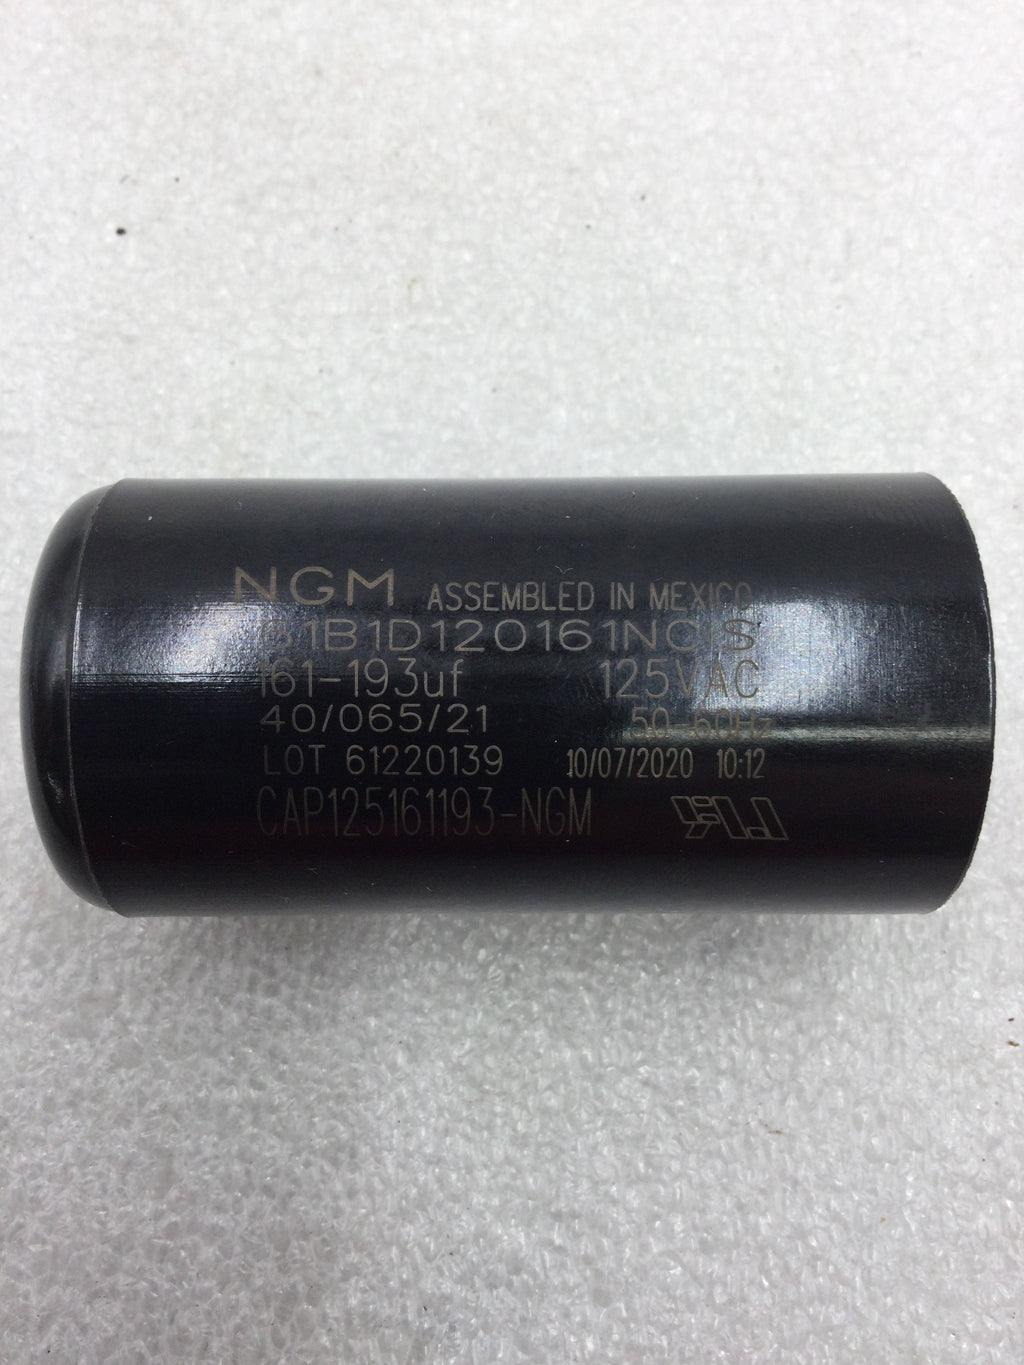 NGM ASSEMBLED IN MEXICO
61B1D120161NCIS
161-193uf 125VAC
40/065/21 50-60Hz
LOT 61220139 10/07/2020 10:12
CAP125161193-NGM